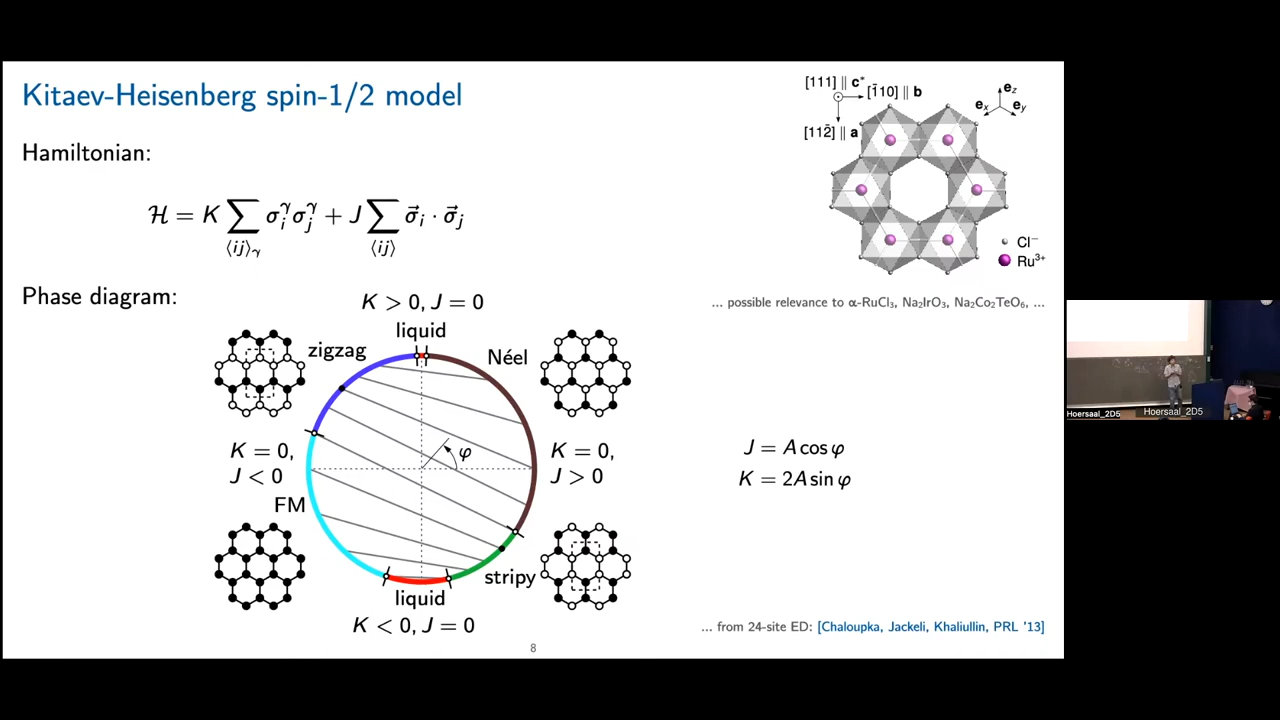 Kitaev-Heisenberg spin-1/2 model
Hamiltonian:
ℋ = K ∑⟨ij⟩γ σᵢ^γ σⱼ^γ + J ∑⟨ij⟩ σ⃗ᵢ · σ⃗ⱼ
[111] ∥ c*
[1̄10] ∥ b
[112̄] ∥ a
e_z
e_x
e_y
Cl⁻
Ru³⁺
... possible relevance to α-RuCl₃, Na₂IrO₃, Na₂Co₂TeO₆, ...
Phase diagram:
K > 0, J = 0
liquid
zigzag
Néel
K = 0,
J < 0
φ
K = 0,
J > 0
FM
stripy
liquid
K < 0, J = 0
J = A cos φ
K = 2A sin φ
... from 24-site ED: [Chaloupka, Jackeli, Khaliullin, PRL '13]
8
Hoersaal_2D5
Hoersaal_2D5